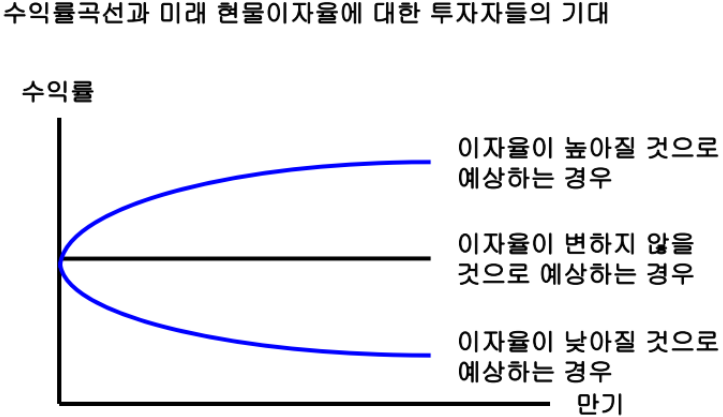 수익률곡선과 미래 현물이자율에 대한 투자자들의 기대
수익률
이자율이 높아질 것으로
예상하는 경우
이자율이 변하지 않을
것으로 예상하는 경우
이자율이 낮아질 것으로
예상하는 경우
만기